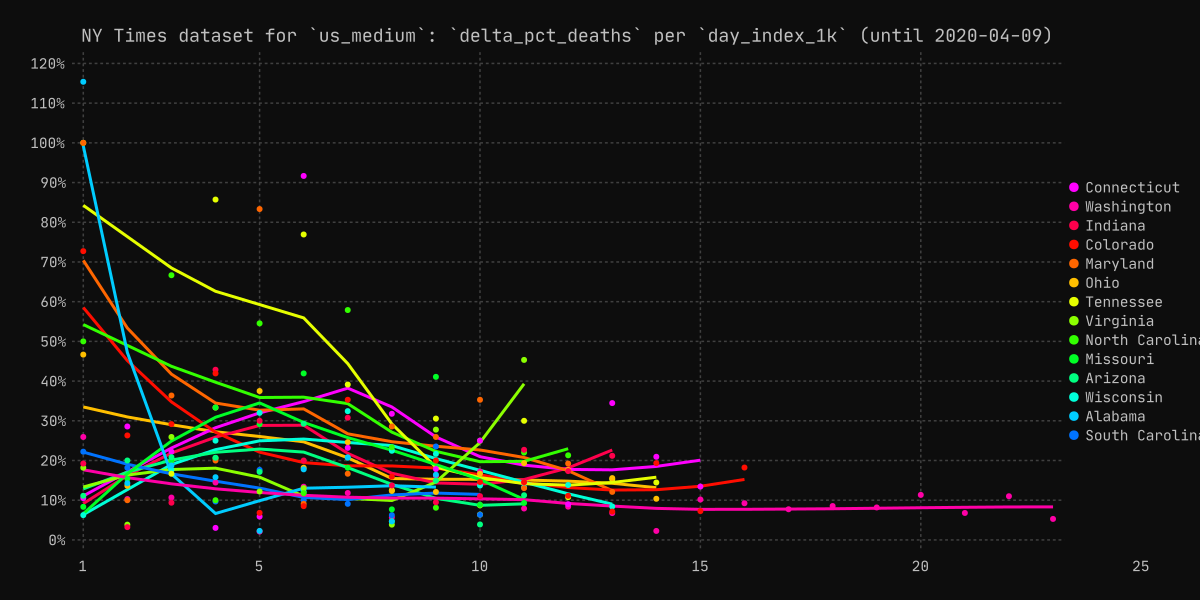 NY Times dataset for `us_medium`: `delta_pct_deaths` per `day_index_1k` (until 2020-04-09)
120%
110%
100%
90%
80%
70%
60%
50%
40%
30%
20%
10%
0%
1 5 10 15 20 25
Connecticut
Washington
Indiana
Colorado
Maryland
Ohio
Tennessee
Virginia
North Carolina
Missouri
Arizona
Wisconsin
Alabama
South Carolina